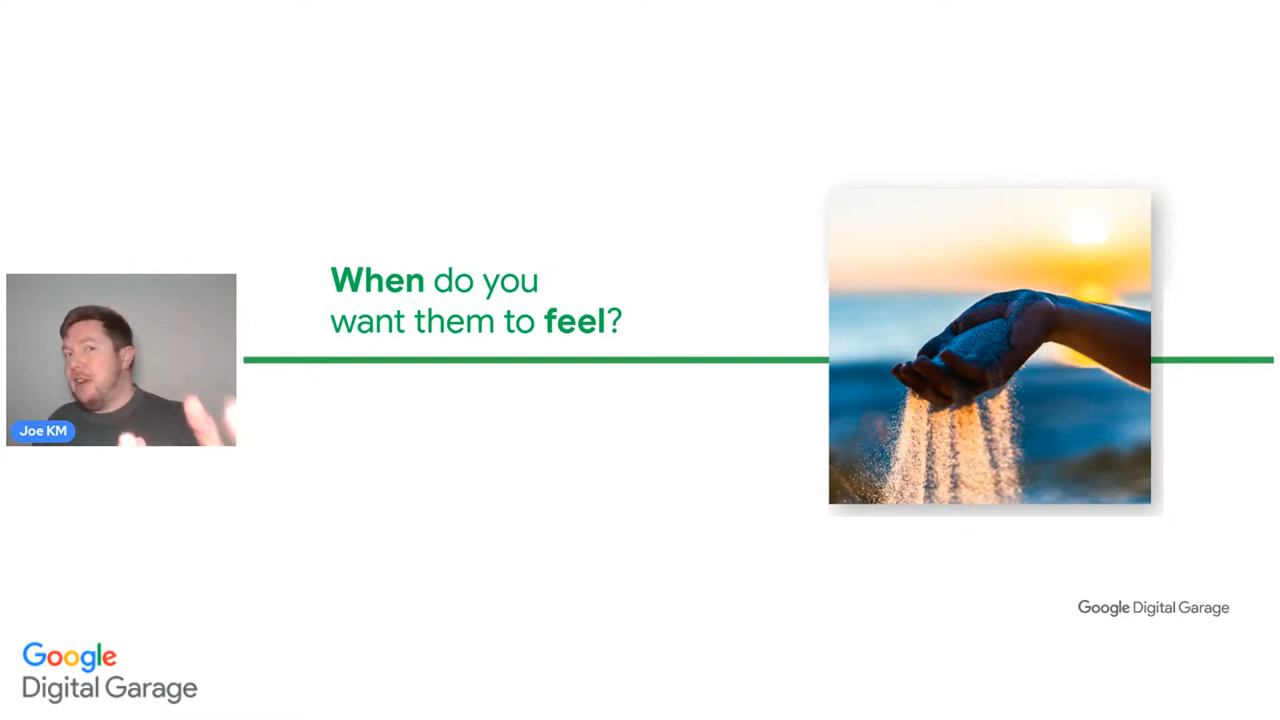 When do you
want them to feel?
Joe KM
Google Digital Garage
Google
Digital Garage